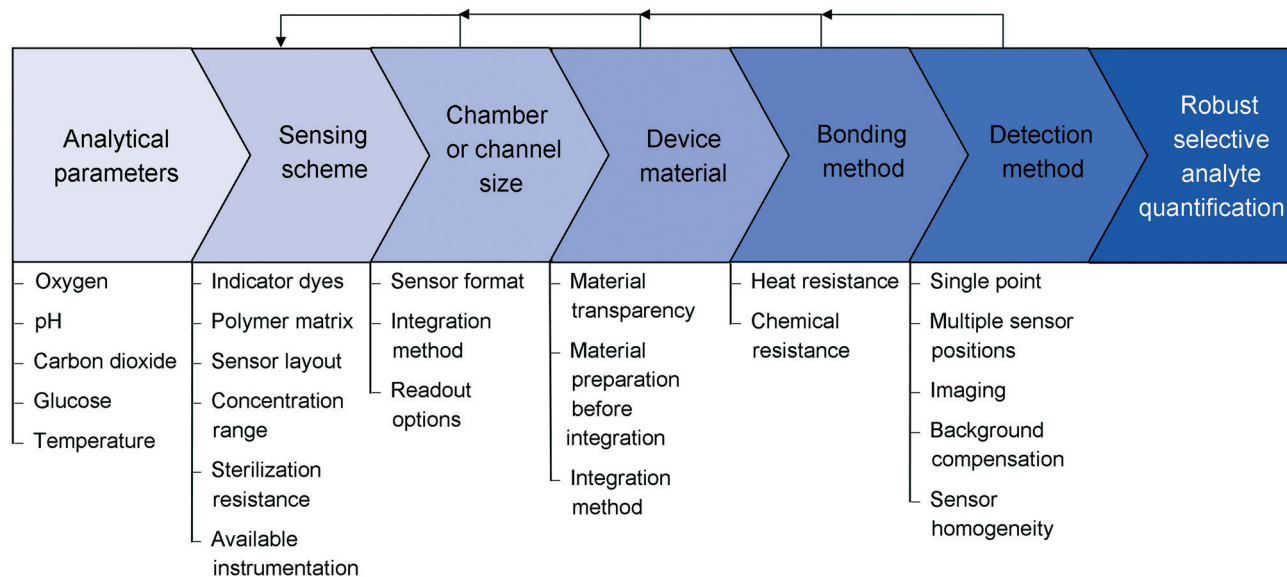 Analytical
parameters
Sensing
scheme
Chamber
or channel
size
Device
material
Bonding
method
Detection
method
Robust
selective
analyte
quantification
Oxygen
pH
Carbon dioxide
Glucose
Temperature
Indicator dyes
Polymer matrix
Sensor layout
Concentration
range
Sterilization
resistance
Available
instrumentation
Sensor format
Integration
method
Readout
options
Material
transparency
Material
preparation
before
integration
Integration
method
Heat resistance
Chemical
resistance
Single point
Multiple sensor
positions
Imaging
Background
compensation
Sensor
homogeneity